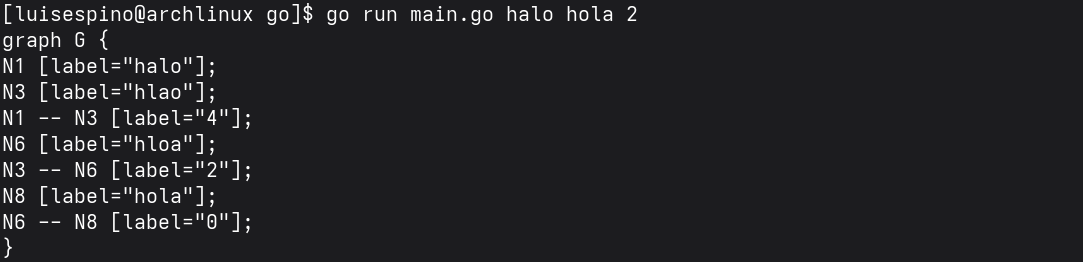 [luisespino@archlinux go]$ go run main.go halo hola 2
graph G {
N1 [label="halo"];
N3 [label="hlao"];
N1 -- N3 [label="4"];
N6 [label="hloa"];
N3 -- N6 [label="2"];
N8 [label="hola"];
N6 -- N8 [label="0"];
}